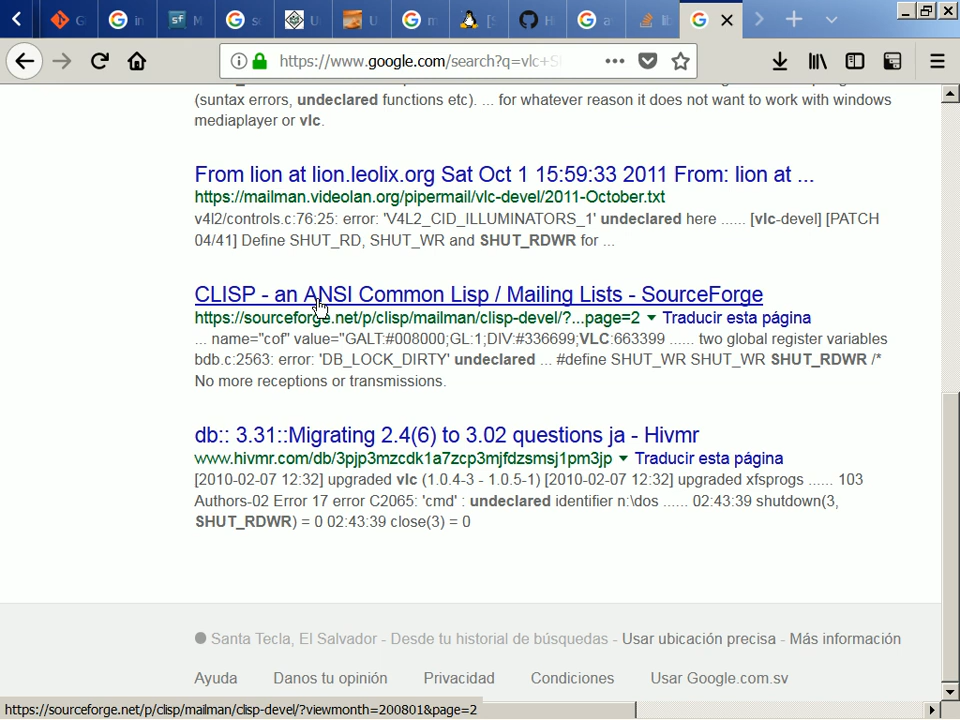 G
in
sf M
s
U
U
m
[S
H
a
lis
https://www.google.com/search?q=vlc+S
(suntax errors, undeclared functions etc). ... for whatever reason it does not want to work with windows
mediaplayer or vlc.
From lion at lion.leolix.org Sat Oct 1 15:59:33 2011 From: lion at ...
https://mailman.videolan.org/pipermail/vlc-devel/2011-October.txt
v4l2/controls.c:76:25: error: 'V4L2_CID_ILLUMINATORS_1' undeclared here ...... [vlc-devel] [PATCH
04/41] Define SHUT_RD, SHUT_WR and SHUT_RDWR for ...
CLISP - an ANSI Common Lisp / Mailing Lists - SourceForge
https://sourceforge.net/p/clisp/mailman/clisp-devel/?...page=2 Traducir esta página
... name="cof" value="GALT:#008000;GL:1;DIV:#336699;VLC:663399 ...... two global register variables
bdb.c:2563: error: 'DB_LOCK_DIRTY' undeclared ... #define SHUT_WR SHUT_WR SHUT_RDWR /*
No more receptions or transmissions.
db:: 3.31::Migrating 2.4(6) to 3.02 questions ja - Hivmr
www.hivmr.com/db/3pjp3mzcdk1a7zcp3mjfdzsmsj1pm3jp Traducir esta página
[2010-02-07 12:32] upgraded vlc (1.0.4-3 - 1.0.5-1) [2010-02-07 12:32] upgraded xfsprogs ...... 103
Authors-02 Error 17 error C2065: 'cmd' : undeclared identifier n:\dos ...... 02:43:39 shutdown(3,
SHUT_RDWR) = 0 02:43:39 close(3) = 0
Santa Tecla, El Salvador - Desde tu historial de búsquedas - Usar ubicación precisa - Más información
Ayuda Danos tu opinión Privacidad Condiciones Usar Google.com.sv
https://sourceforge.net/p/clisp/mailman/clisp-devel/?viewmonth=200801&page=2